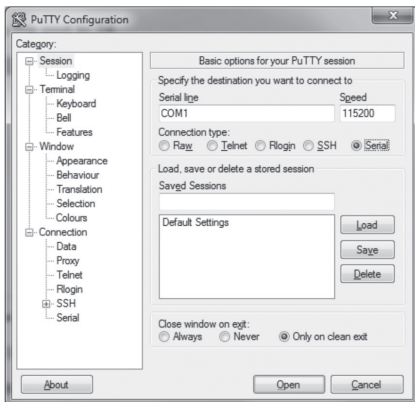 PuTTY Configuration
Category:
Session
Logging
Terminal
Keyboard
Bell
Features
Window
Appearance
Behaviour
Translation
Selection
Colours
Connection
Data
Proxy
Telnet
Rlogin
SSH
Serial
Basic options for your PuTTY session
Specify the destination you want to connect to
Serial line Speed
COM1 115200
Connection type:
Raw Telnet Rlogin SSH Serial
Load, save or delete a stored session
Saved Sessions
Default Settings
Load
Save
Delete
Close window on exit:
Always Never Only on clean exit
About Open Cancel